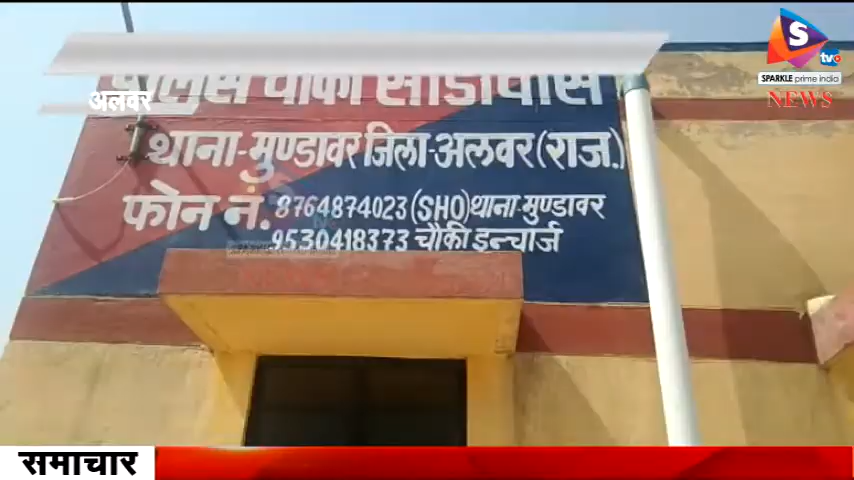 S
tv
SPARKLE prime india
NEWS
अलवर
पुलिस चौकी सोडावास
थाना-मुण्डावर जिला-अलवर(राज.)
फोन नं. 8764874023(SHO)थाना-मुण्डावर
9530418373 चौकी इन्चार्ज
समाचार